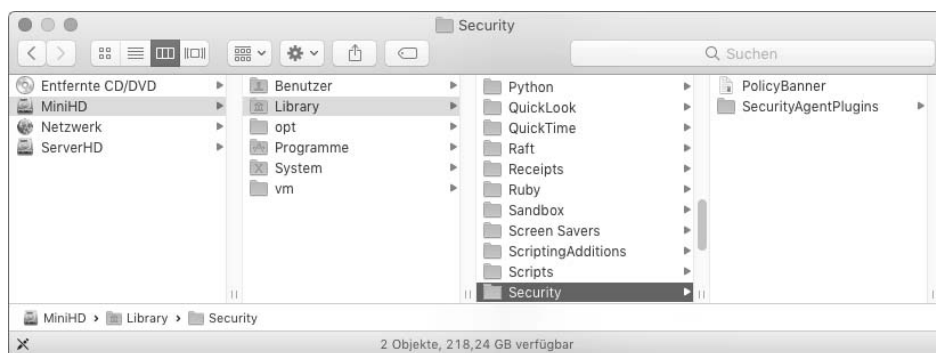 Security
Suchen
Entfernte CD/DVD
MiniHD
Netzwerk
ServerHD
Benutzer
Library
opt
Programme
System
vm
Python
QuickLook
QuickTime
Raft
Receipts
Ruby
Sandbox
Screen Savers
ScriptingAdditions
Scripts
Security
PolicyBanner
SecurityAgentPlugins
MiniHD › Library › Security
2 Objekte, 218,24 GB verfügbar